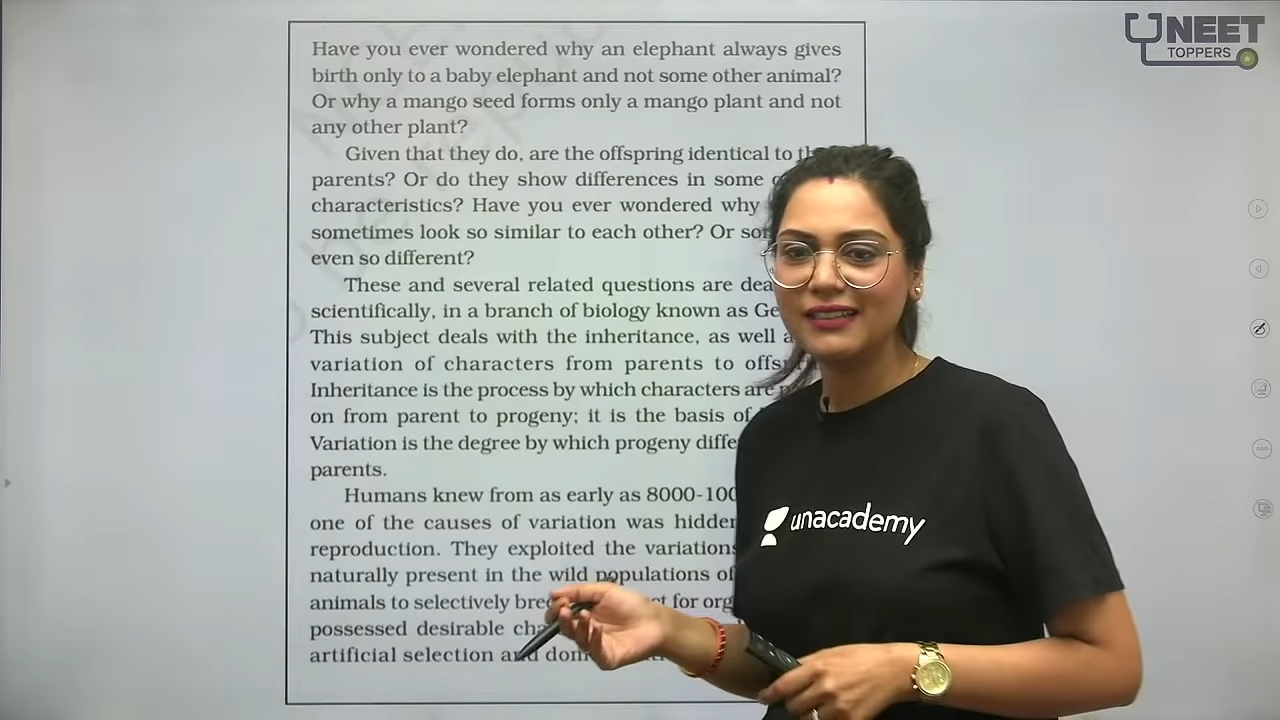 Have you ever wondered why an elephant always gives
birth only to a baby elephant and not some other animal?
Or why a mango seed forms only a mango plant and not
any other plant?
Given that they do, are the offspring identical to
parents? Or do they show differences in some
characteristics? Have you ever wondered why
sometimes look so similar to each other? Or
even so different?
These and several related questions are
scientifically, in a branch of biology known as
This subject deals with the inheritance, as well
variation of characters from parents to
Inheritance is the process by which characters are
on from parent to progeny; it is the basis of
Variation is the degree by which progeny
parents.
Humans knew from as early as
one of the causes of variation was
reproduction. They exploited the variations
naturally present in the wild populations of
animals to selectively for
possessed desirable
artificial selection and
NEET
TOPPERS
unacademy